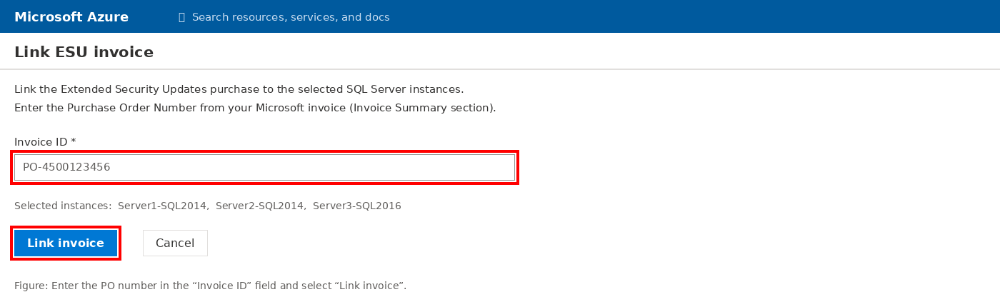 Microsoft Azure
Search resources, services, and docs
Link ESU invoice
Link the Extended Security Updates purchase to the selected SQL Server instances.
Enter the Purchase Order Number from your Microsoft invoice (Invoice Summary section).
Invoice ID *
PO-4500123456
Selected instances: Server1-SQL2014, Server2-SQL2014, Server3-SQL2016
Link invoice
Cancel
Figure: Enter the PO number in the “Invoice ID” field and select “Link invoice”.